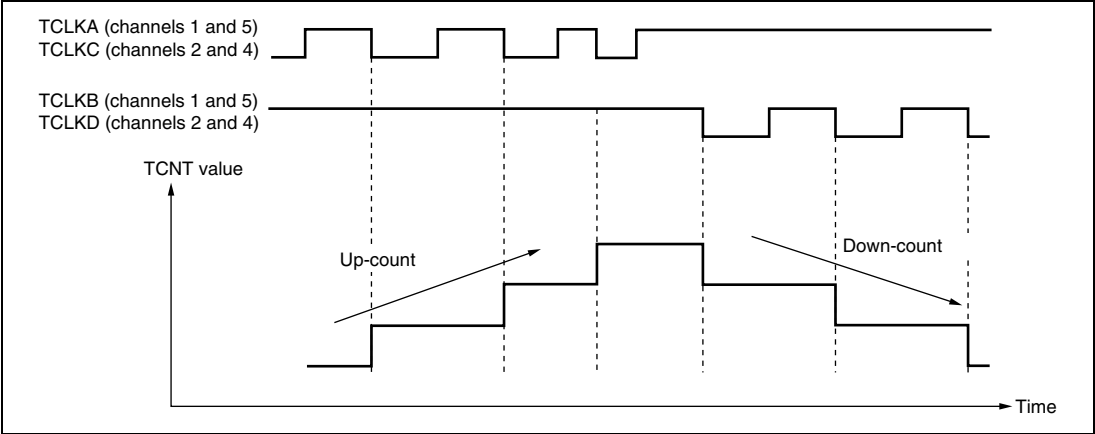 TCLKA (channels 1 and 5)
TCLKC (channels 2 and 4)
TCLKB (channels 1 and 5)
TCLKD (channels 2 and 4)
TCNT value
Up-count
Down-count
Time